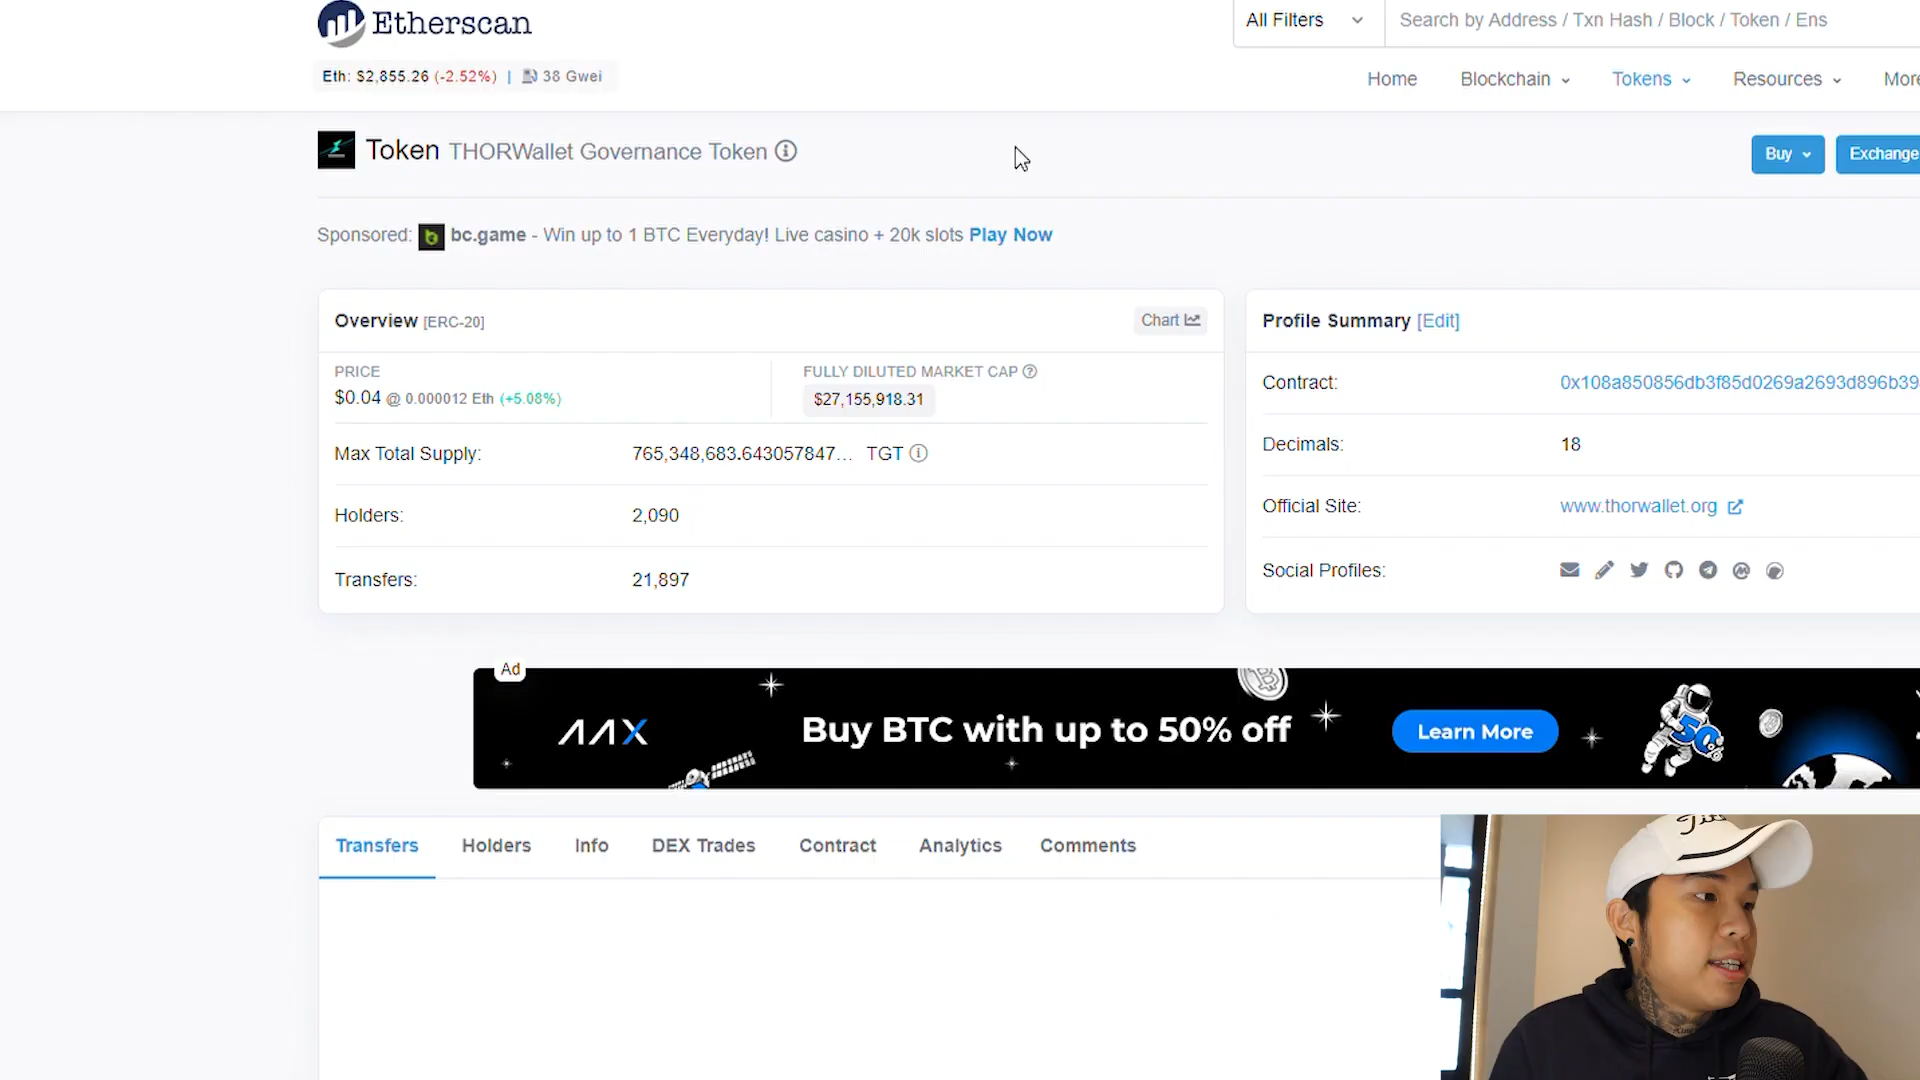 Etherscan
All Filters
Search by Address / Txn Hash / Block / Token / Ens
Eth: $2,855.26 (-2.52%) | 38 Gwei
Home Blockchain Tokens Resources More
Token THORWallet Governance Token
Buy Exchange
Sponsored: bc.game - Win up to 1 BTC Everyday! Live casino + 20k slots Play Now
Overview [ERC-20]
Chart
PRICE
$0.04 @ 0.000012 Eth (+5.08%)
FULLY DILUTED MARKET CAP
$27,155,918.31
Max Total Supply: 765,348,683.643057847... TGT
Holders: 2,090
Transfers: 21,897
Profile Summary [Edit]
Contract: 0x108a850856db3f85d0269a2693d896b39
Decimals: 18
Official Site: www.thorwallet.org
Social Profiles:
Ad
AAX
Buy BTC with up to 50% off
Learn More
50%
Transfers Holders Info DEX Trades Contract Analytics Comments